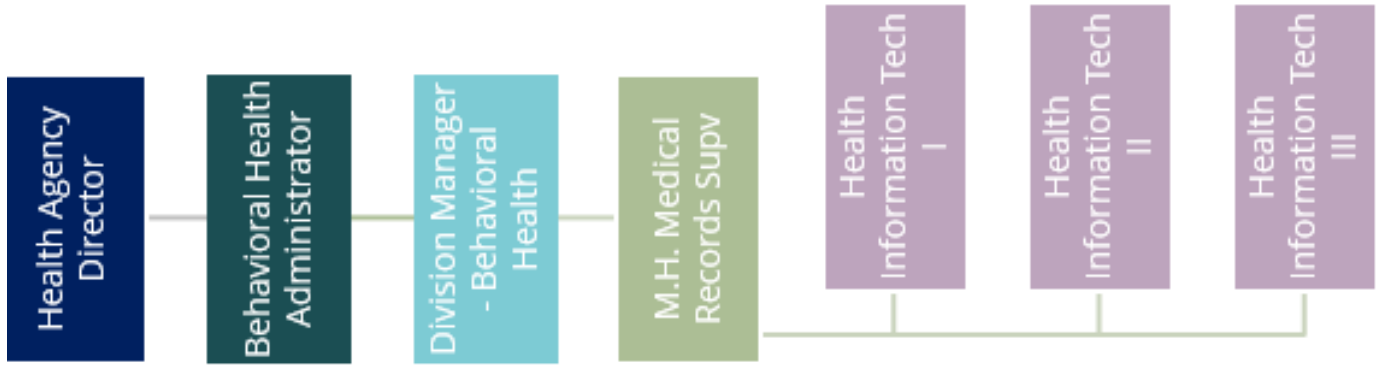 Health Agency
Director
Behavioral Health
Administrator
Division Manager
- Behavioral
Health
M.H. Medical
Records Supv
Health
Information Tech
I
Health
Information Tech
II
Health
Information Tech
III